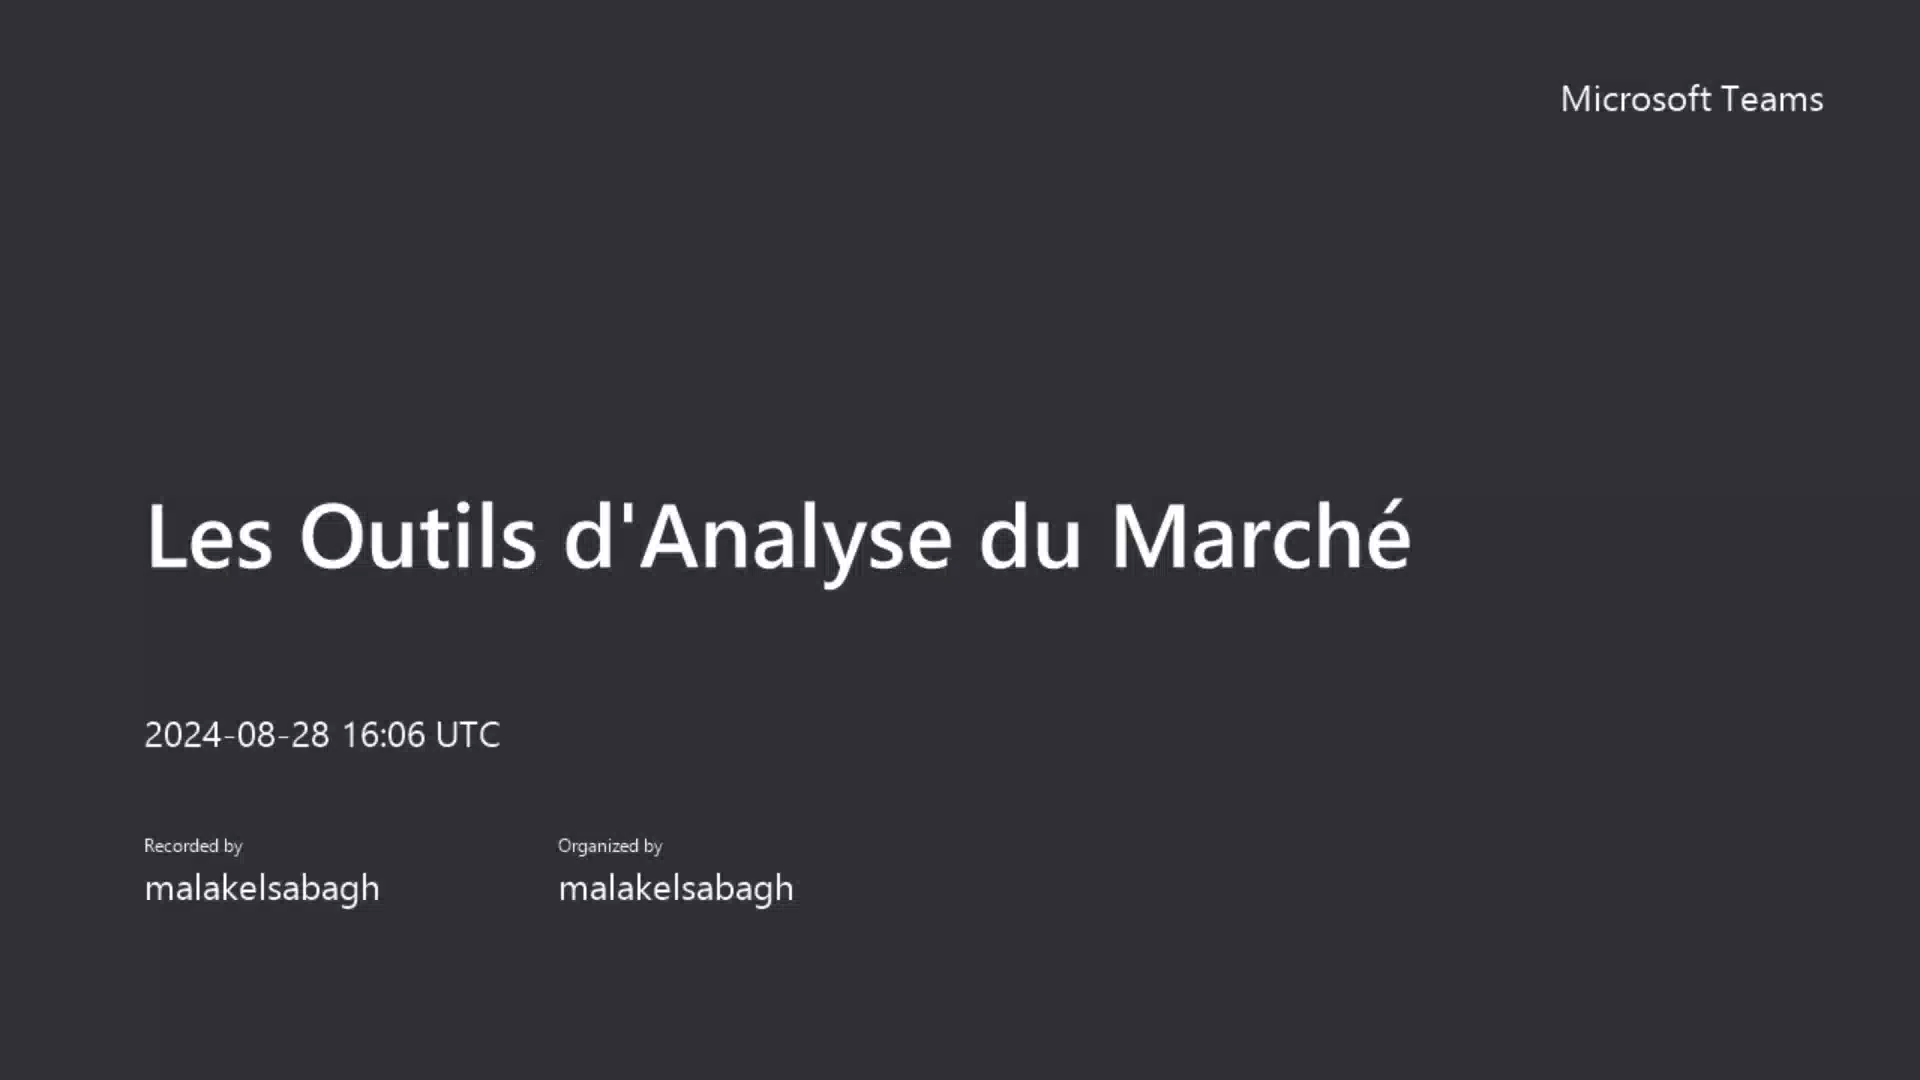 Microsoft Teams
Les Outils d'Analyse du Marché
2024-08-28 16:06 UTC
Recorded by
malakelsabagh
Organized by
malakelsabagh